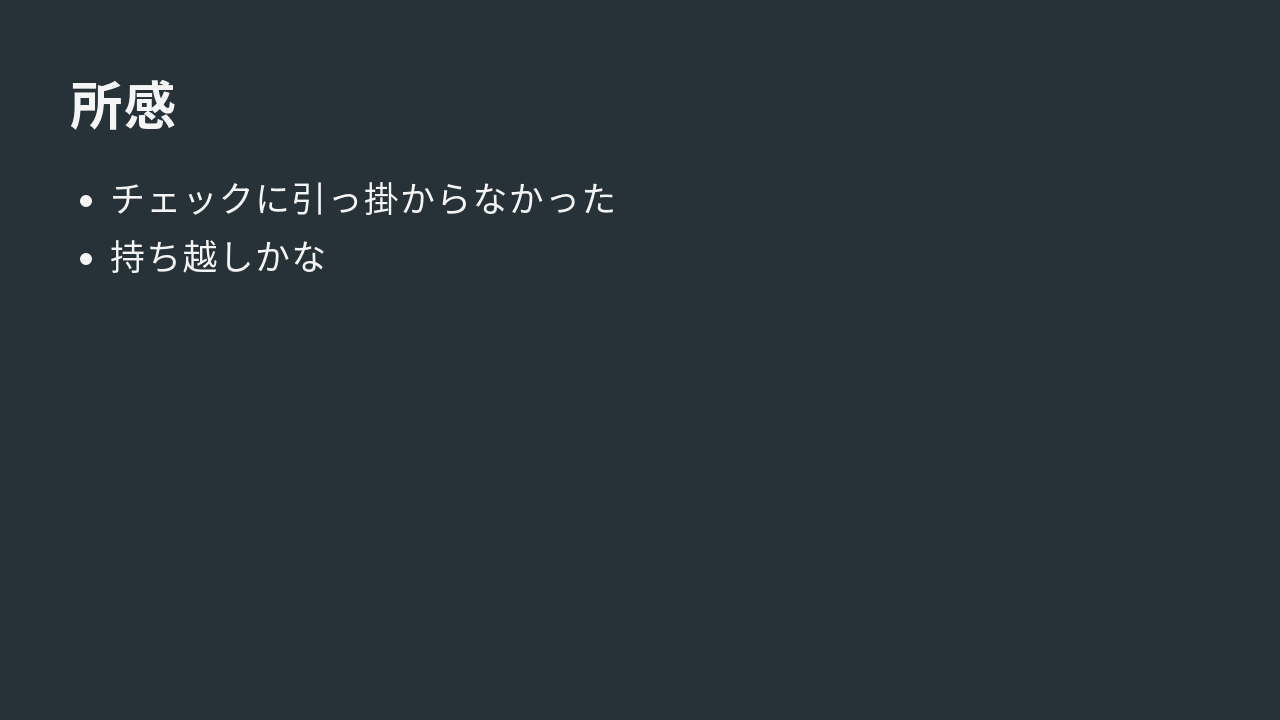 所感
チェックに引っ掛からなかった
持ち越しかな